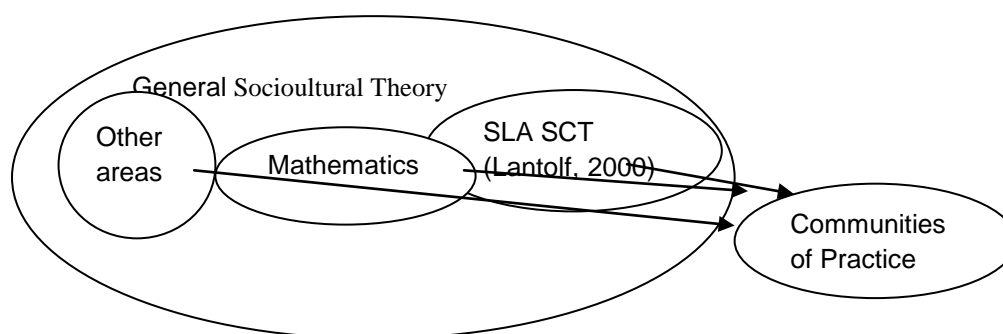 General Socioultural Theory
Other
areas
Mathematics
SLA SCT
(Lantolf, 2000)
Communities
of Practice